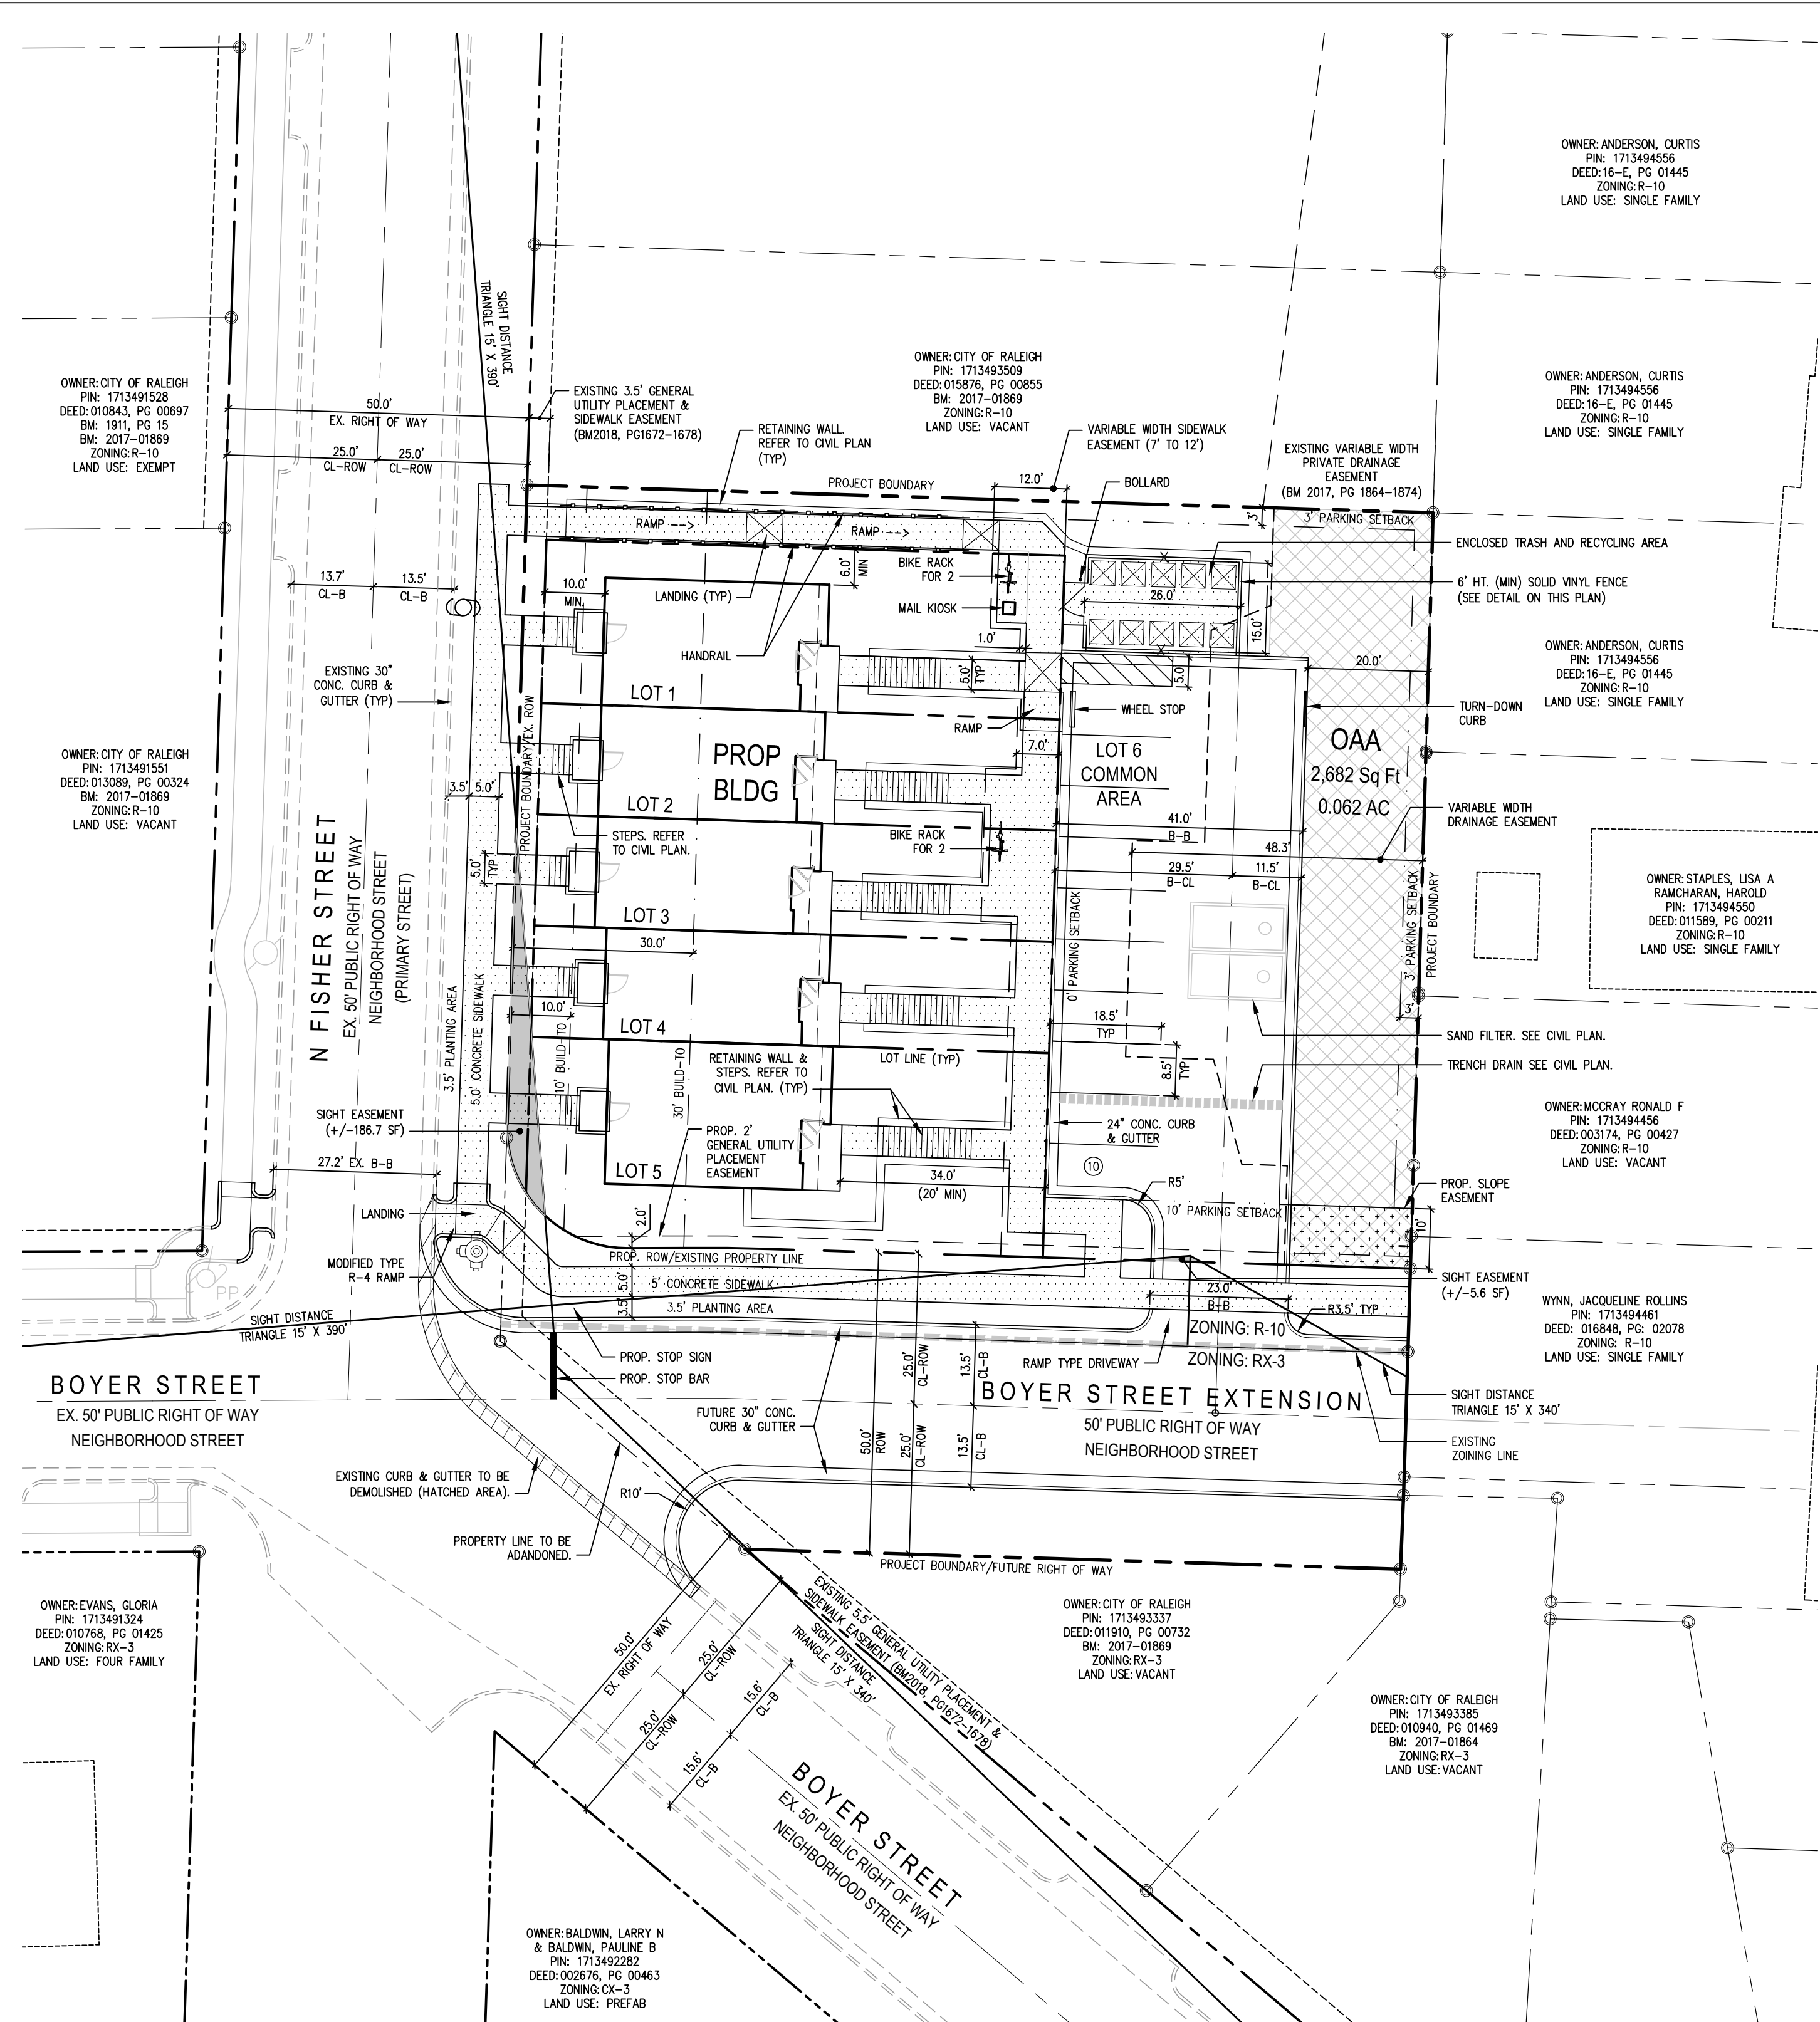 OWNER: ANDERSON, CURTIS
PIN: 1713494556
DEED: 16-E, PG 01445
ZONING: R-10
LAND USE: SINGLE FAMILY
SIGHT DISTANCE
TRIANGLE 15' X 390'
OWNER: CITY OF RALEIGH
PIN: 1713491528
DEED: 010843, PG 00697
BM: 1911, PG 15
BM: 2017-01869
ZONING: R-10
LAND USE: EXEMPT
50.0'
EX. RIGHT OF WAY
25.0'
CL-ROW
25.0'
CL-ROW
EXISTING 3.5' GENERAL
UTILITY PLACEMENT &
SIDEWALK EASEMENT
(BM2018, PG1672-1678)
OWNER: CITY OF RALEIGH
PIN: 1713493509
DEED: 015876, PG 00855
BM: 2017-01869
ZONING: R-10
LAND USE: VACANT
OWNER: ANDERSON, CURTIS
PIN: 1713494556
DEED: 16-E, PG 01445
ZONING: R-10
LAND USE: SINGLE FAMILY
RETAINING WALL.
REFER TO CIVIL PLAN
(TYP)
VARIABLE WIDTH SIDEWALK
EASEMENT (7' TO 12')
EXISTING VARIABLE WIDTH
PRIVATE DRAINAGE
EASEMENT
(BM 2017, PG 1864-1874)
PROJECT BOUNDARY
12.0'
BOLLARD
3'
3' PARKING SETBACK
RAMP -->
RAMP -->
ENCLOSED TRASH AND RECYCLING AREA
6' HT. (MIN) SOLID VINYL FENCE
(SEE DETAIL ON THIS PLAN)
BIKE RACK
FOR 2
6.0'
MIN
13.7'
CL-B
13.5'
CL-B
10.0'
MIN.
LANDING (TYP)
MAIL KIOSK
26.0'
15.0'
1.0'
HANDRAIL
OWNER: ANDERSON, CURTIS
PIN: 1713494556
DEED: 16-E, PG 01445
ZONING: R-10
LAND USE: SINGLE FAMILY
EXISTING 30"
CONC. CURB &
GUTTER (TYP)
LOT 1
5.0'
TYP
5.0'
20.0'
WHEEL STOP
TURN-DOWN
CURB
RAMP
PROJECT BOUNDARY/EX. ROW
PROP
BLDG
7.0'
LOT 6
COMMON
AREA
OAA
2,682 Sq Ft
0.062 AC
OWNER: CITY OF RALEIGH
PIN: 1713491551
DEED: 013089, PG 00324
BM: 2017-01869
ZONING: R-10
LAND USE: VACANT
3.5'
5.0'
LOT 2
VARIABLE WIDTH
DRAINAGE EASEMENT
41.0'
B-B
STEPS. REFER
TO CIVIL PLAN.
BIKE RACK
FOR 2
48.3'
5.0'
TYP
29.5'
B-CL
11.5'
B-CL
N FISHER STREET
EX. 50' PUBLIC RIGHT OF WAY
NEIGHBORHOOD STREET
(PRIMARY STREET)
LOT 3
30.0'
0' PARKING SETBACK
3' PARKING SETBACK
PROJECT BOUNDARY
OWNER: STAPLES, LISA A
RAMCHARAN, HAROLD
PIN: 1713494550
DEED: 011589, PG 00211
ZONING: R-10
LAND USE: SINGLE FAMILY
3.5' PLANTING AREA
5.0' CONCRETE SIDEWALK
10.0'
10' BUILD-TO
LOT 4
18.5'
TYP
3'
SAND FILTER. SEE CIVIL PLAN.
TRENCH DRAIN SEE CIVIL PLAN.
30' BUILD-TO
RETAINING WALL &
STEPS. REFER TO
CIVIL PLAN. (TYP)
LOT LINE (TYP)
8.5'
TYP
SIGHT EASEMENT
(+/-186.7 SF)
PROP. 2'
GENERAL UTILITY
PLACEMENT
EASEMENT
24" CONC. CURB
& GUTTER
OWNER: MCCRAY RONALD F
PIN: 1713494456
DEED: 003174, PG 00427
ZONING: R-10
LAND USE: VACANT
27.2' EX. B-B
LOT 5
34.0'
(20' MIN)
10
R5'
10' PARKING SETBACK
PROP. SLOPE
EASEMENT
10'
LANDING
2.0'
PROP. ROW/EXISTING PROPERTY LINE
MODIFIED TYPE
R-4 RAMP
PP
5.0'
5' CONCRETE SIDEWALK
3.5'
3.5' PLANTING AREA
23.0'
B-B
R3.5' TYP
SIGHT EASEMENT
(+/-5.6 SF)
SIGHT DISTANCE
TRIANGLE 15' X 390'
PROP. STOP SIGN
PROP. STOP BAR
25.0'
CL-ROW
13.5'
CL-B
RAMP TYPE DRIVEWAY
ZONING: R-10
ZONING: RX-3
WYNN, JACQUELINE ROLLINS
PIN: 1713494461
DEED: 016848, PG: 02078
ZONING: R-10
LAND USE: SINGLE FAMILY
BOYER STREET
EX. 50' PUBLIC RIGHT OF WAY
NEIGHBORHOOD STREET
FUTURE 30" CONC.
CURB & GUTTER
50.0'
ROW
25.0'
CL-ROW
13.5'
CL-B
BOYER STREET EXTENSION
50' PUBLIC RIGHT OF WAY
NEIGHBORHOOD STREET
SIGHT DISTANCE
TRIANGLE 15' X 340'
EXISTING
ZOINING LINE
EXISTING CURB & GUTTER TO BE
DEMOLISHED (HATCHED AREA).
R10'
PROPERTY LINE TO BE
ADANDONED.
PROJECT BOUNDARY/FUTURE RIGHT OF WAY
OWNER: EVANS, GLORIA
PIN: 1713491324
DEED: 010768, PG 01425
ZONING: RX-3
LAND USE: FOUR FAMILY
50.0'
EX. RIGHT OF WAY
25.0'
CL-ROW
25.0'
CL-ROW
15.6'
CL-B
15.6'
CL-B
EXISTING 5.5' GENERAL UTILITY PLACEMENT &
SIDEWALK EASEMENT (BM2018, PG1672-1678)
SIGHT DISTANCE
TRIANGLE 15' X 340'
OWNER: CITY OF RALEIGH
PIN: 1713493337
DEED: 011910, PG 00732
BM: 2017-01869
ZONING: RX-3
LAND USE: VACANT
OWNER: CITY OF RALEIGH
PIN: 1713493385
DEED: 010940, PG 01469
BM: 2017-01864
ZONING: RX-3
LAND USE: VACANT
BOYER STREET
EX. 50' PUBLIC RIGHT OF WAY
NEIGHBORHOOD STREET
OWNER: BALDWIN, LARRY N
& BALDWIN, PAULINE B
PIN: 1713492282
DEED: 002676, PG 00463
ZONING: CX-3
LAND USE: PREFAB